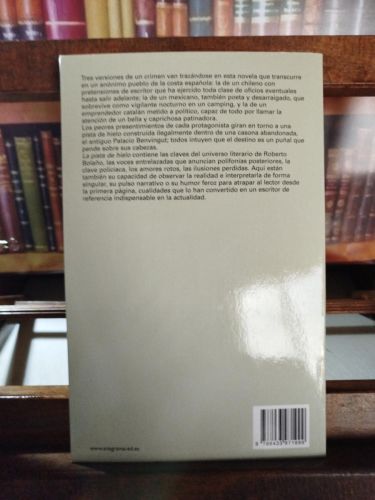 Tres versiones de un crimen van trazándose en esta novela que transcurre
en un anónimo pueblo de la costa española: la de un chileno con
pretensiones de escritor que ha ejercido toda clase de oficios eventuales
hasta salir adelante; la de un mexicano, también poeta y desarraigado, que
sobrevive como vigilante nocturno en un camping, y la de un
emprendedor catalán metido a político, capaz de todo por llamar la
atención de una bella y caprichosa patinadora.
Los peores presentimientos de cada protagonista giran en torno a una
pista de hielo construida ilegalmente dentro de una casona abandonada,
el antiguo Palacio Benvingut; todos intuyen que el destino es un puñal que
pende sobre sus cabezas.
La pista de hielo contiene las claves del universo literario de Roberto
Bolaño, las voces entrelazadas que anuncian polifonías posteriores, la
clave policiaca, los amores rotos, las ilusiones perdidas. Aquí están
también su capacidad de observar la realidad e interpretarla de forma
singular, su pulso narrativo o su humor feroz para atrapar al lector desde
la primera página, cualidades que lo han convertido en un escritor de
referencia indispensable en la actualidad.
www.anagrama-ed.es